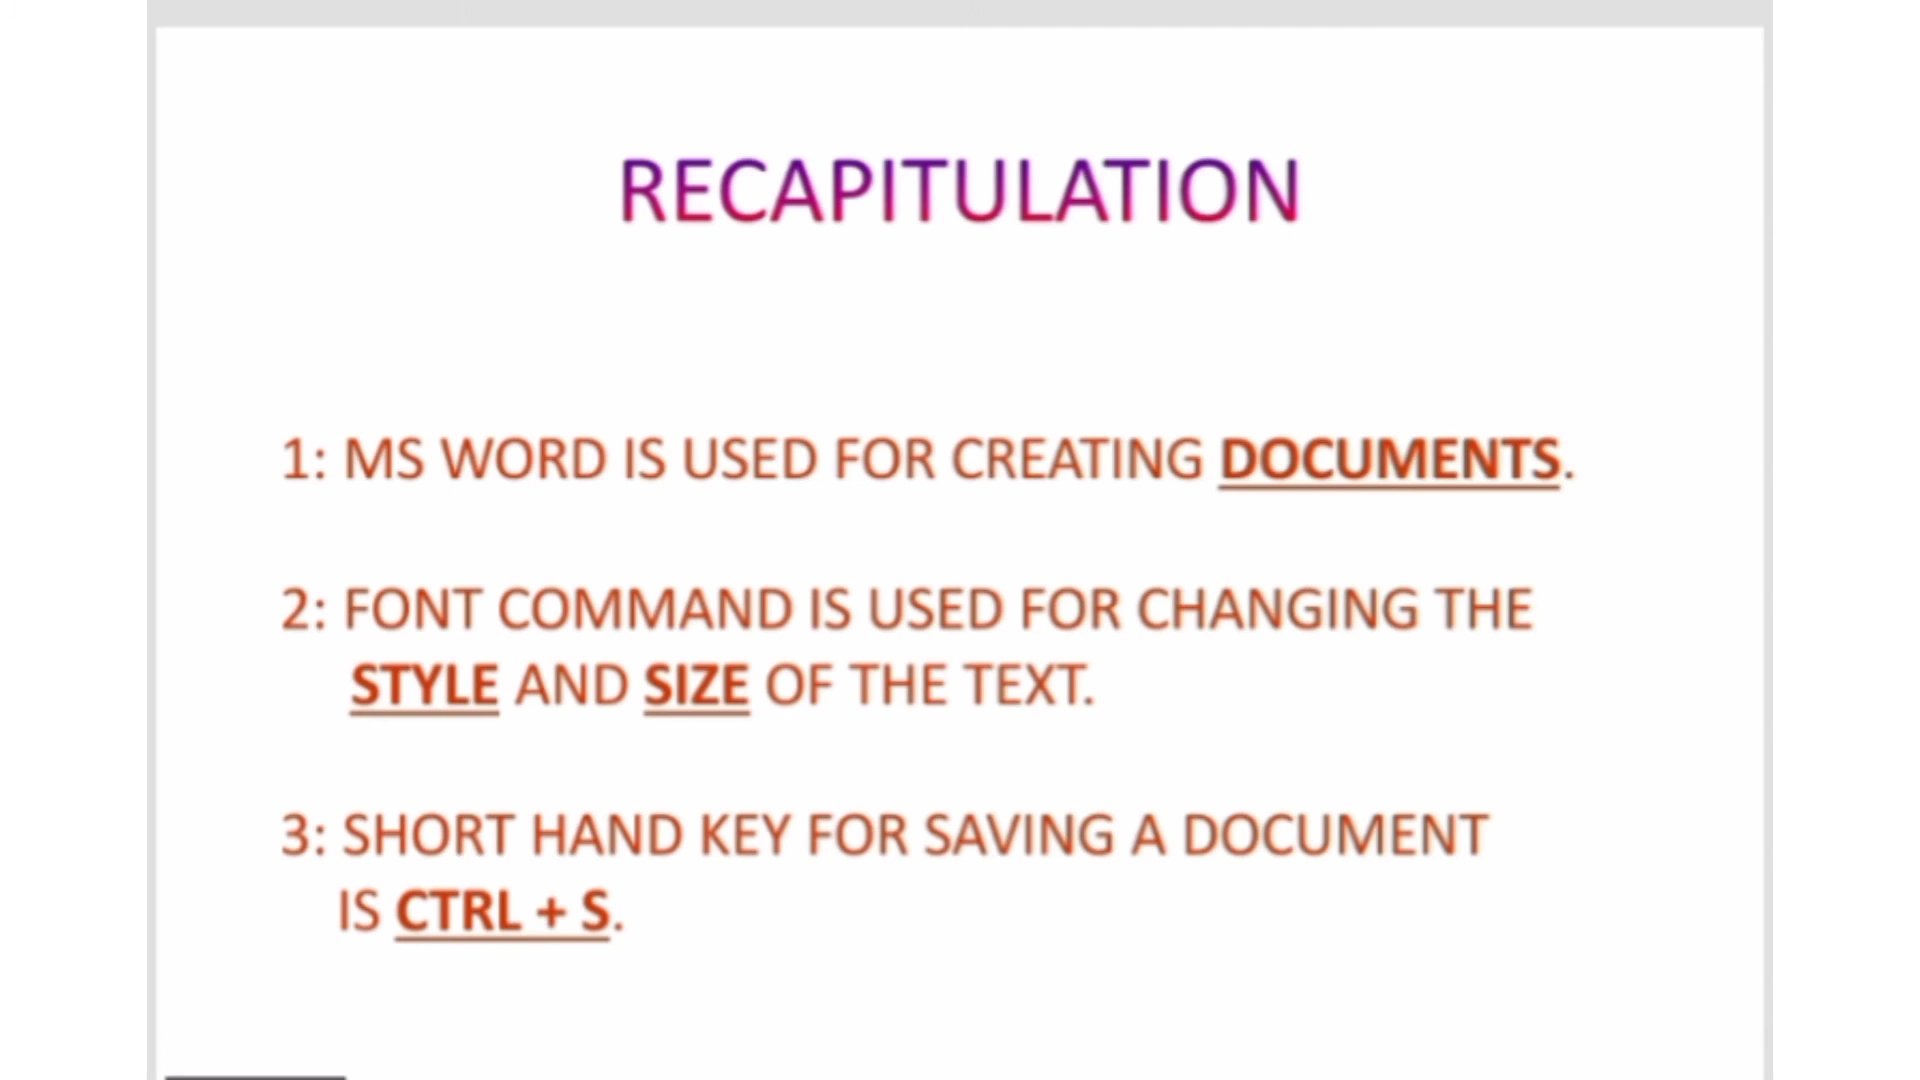 RECAPITULATION
1: MS WORD IS USED FOR CREATING DOCUMENTS.
2: FONT COMMAND IS USED FOR CHANGING THE
STYLE AND SIZE OF THE TEXT.
3: SHORT HAND KEY FOR SAVING A DOCUMENT
IS CTRL + S.